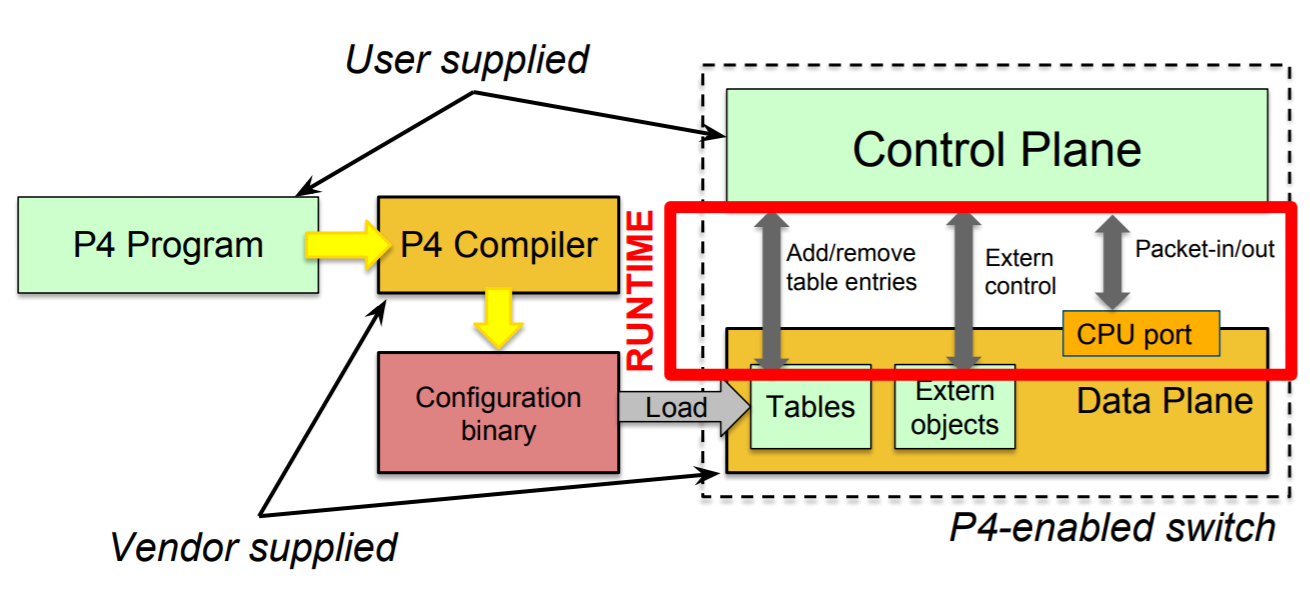 User supplied
Control Plane
P4 Program
P4 Compiler
RUNTIME
Add/remove
table entries
Extern
control
Packet-in/out
CPU port
Configuration
binary
Load
Tables
Extern
objects
Data Plane
Vendor supplied
P4-enabled switch